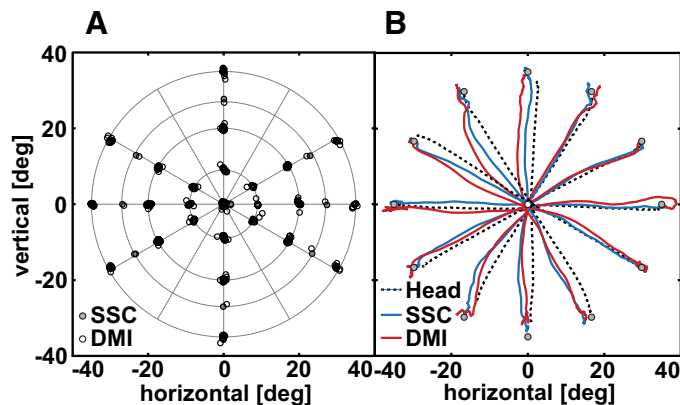 A
40
20
0
-20
-40
vertical [deg]
SSC
DMI
-40 -20 0 20 40
horizontal [deg]
B
Head
SSC
DMI
-40 -20 0 20 40
horizontal [deg]